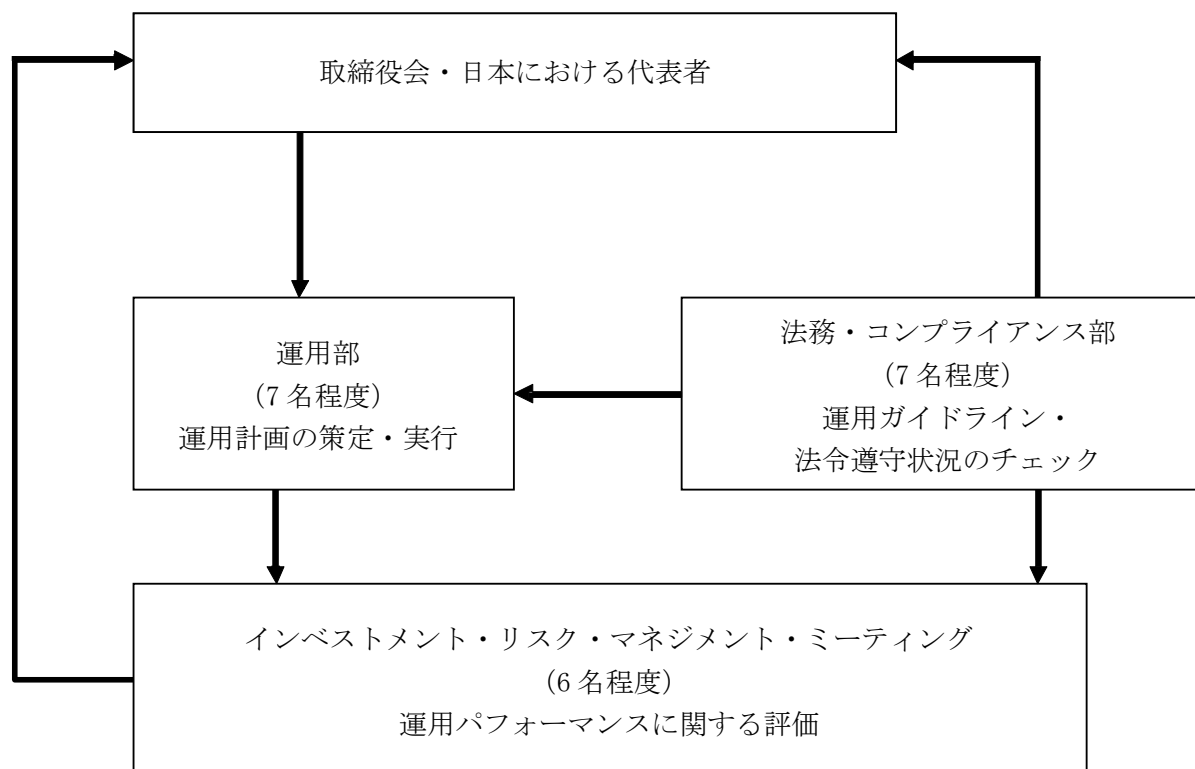 取締役会・日本における代表者
運用部
(7 名程度)
運用計画の策定・実行
法務・コンプライアンス部
(7 名程度)
運用ガイドライン・
法令遵守状況のチェック
インベストメント・リスク・マネジメント・ミーティング
(6 名程度)
運用パフォーマンスに関する評価